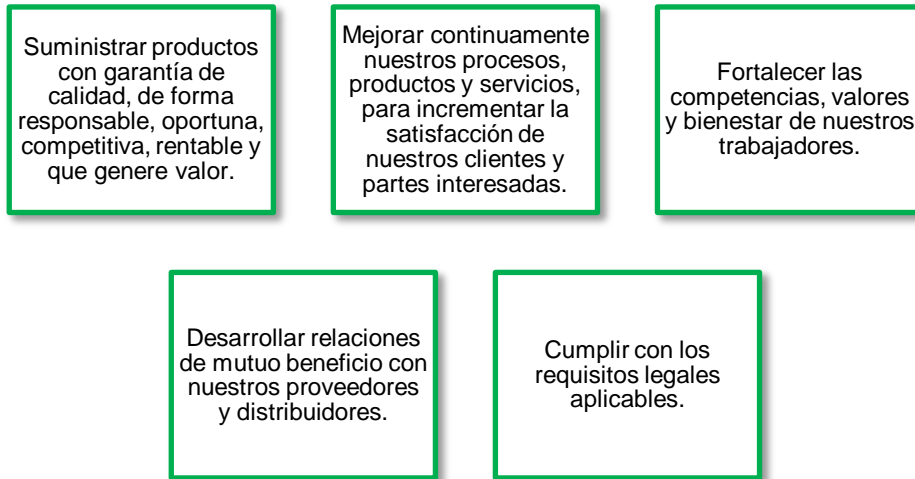 Suministrar productos
con garantía de
calidad, de forma
responsable, oportuna,
competitiva, rentable y
que genere valor.
Mejorar continuamente
nuestros procesos,
productos y servicios,
para incrementar la
satisfacción de
nuestros clientes y
partes interesadas.
Fortalecer las
competencias, valores
y bienestar de nuestros
trabajadores.
Desarrollar relaciones
de mutuo beneficio con
nuestros proveedores
y distribuidores.
Cumplir con los
requisitos legales
aplicables.